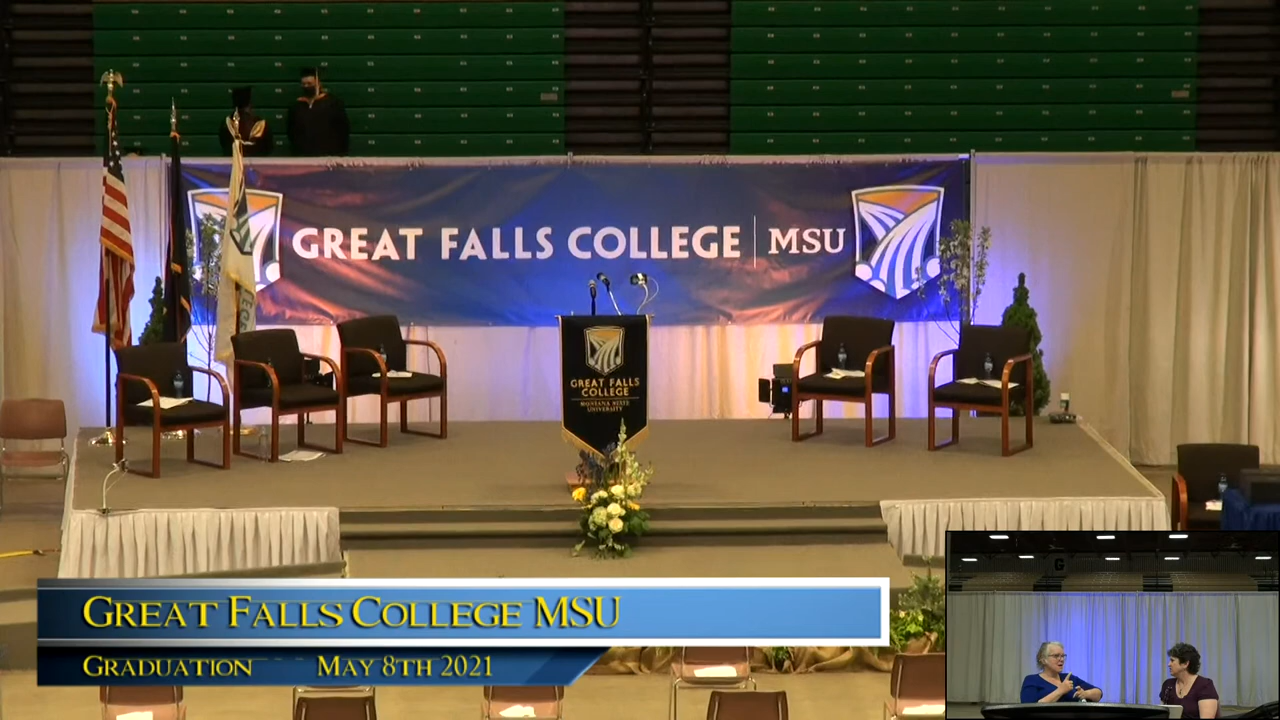 GREAT FALLS COLLEGE | MSU
GREAT FALLS
COLLEGE
MONTANA STATE
UNIVERSITY
GREAT FALLS COLLEGE MSU
GRADUATION MAY 8TH 2021